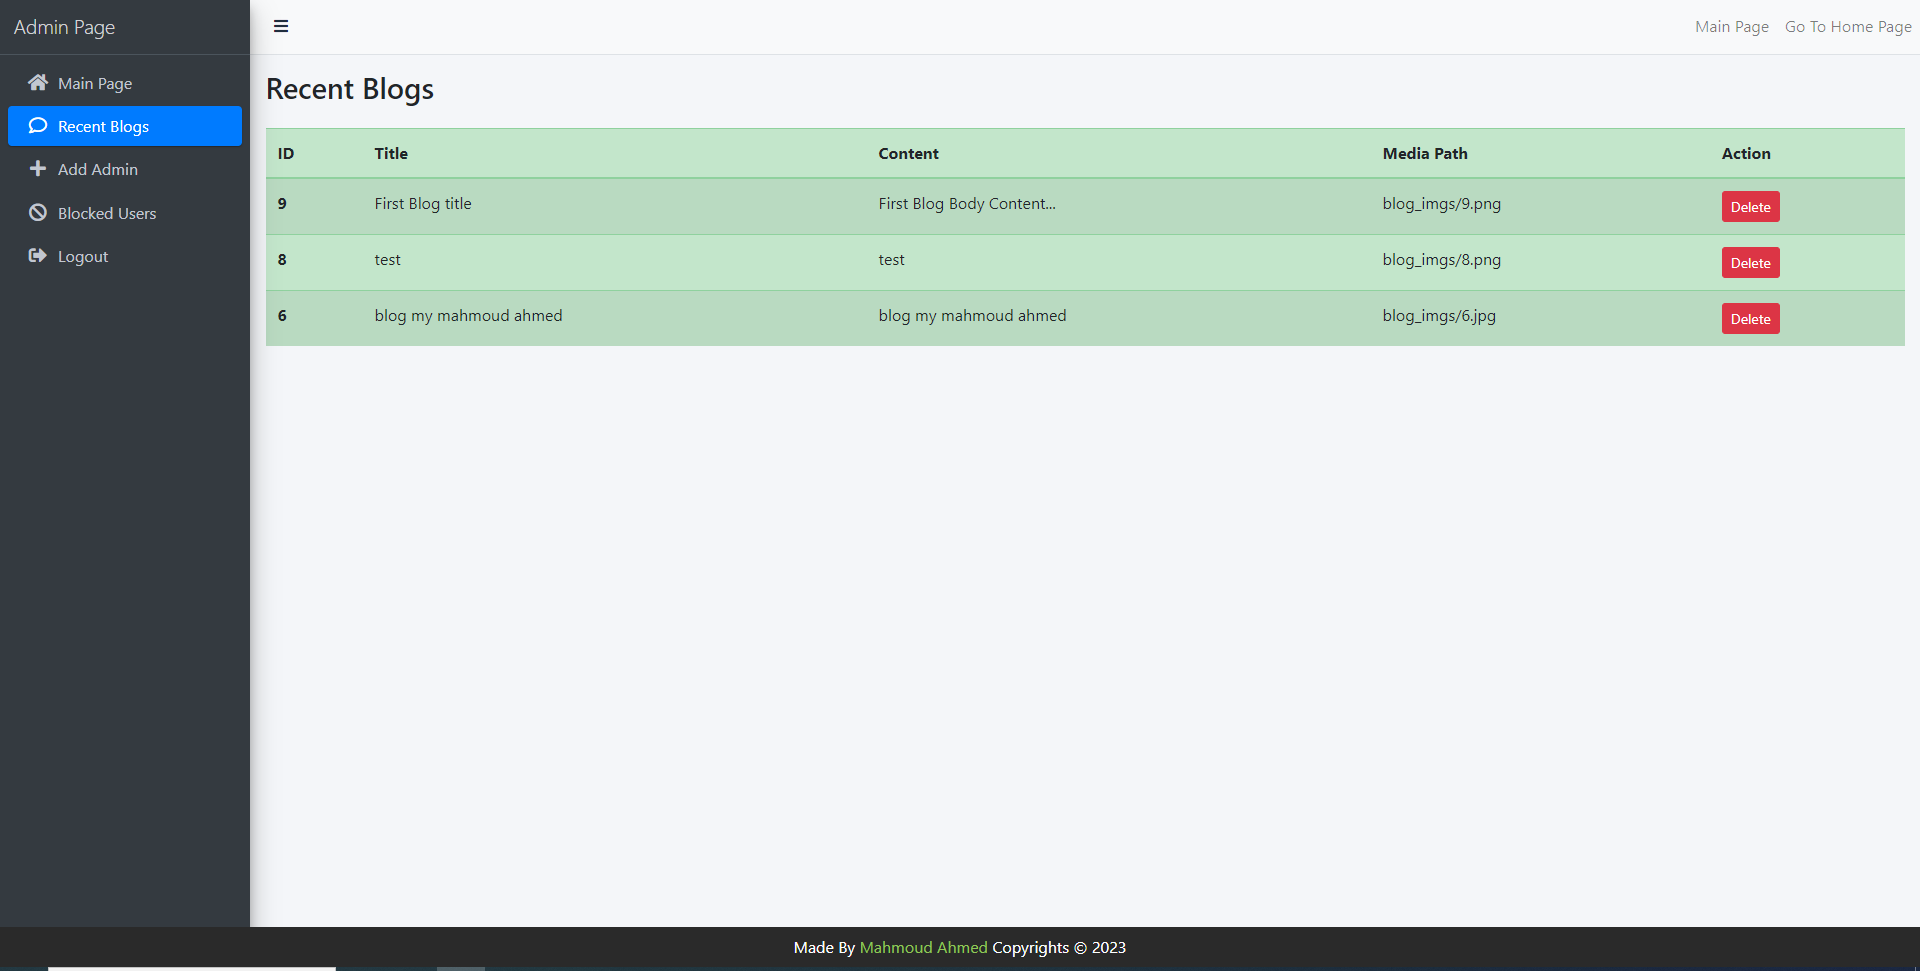 Admin Page
Main Page
Go To Home Page
Main Page
Recent Blogs
Add Admin
Blocked Users
Logout
Recent Blogs
ID Title Content Media Path Action
9 First Blog title First Blog Body Content... blog_imgs/9.png Delete
8 test test blog_imgs/8.png Delete
6 blog my mahmoud ahmed blog my mahmoud ahmed blog_imgs/6.jpg Delete
Made By Mahmoud Ahmed Copyrights © 2023